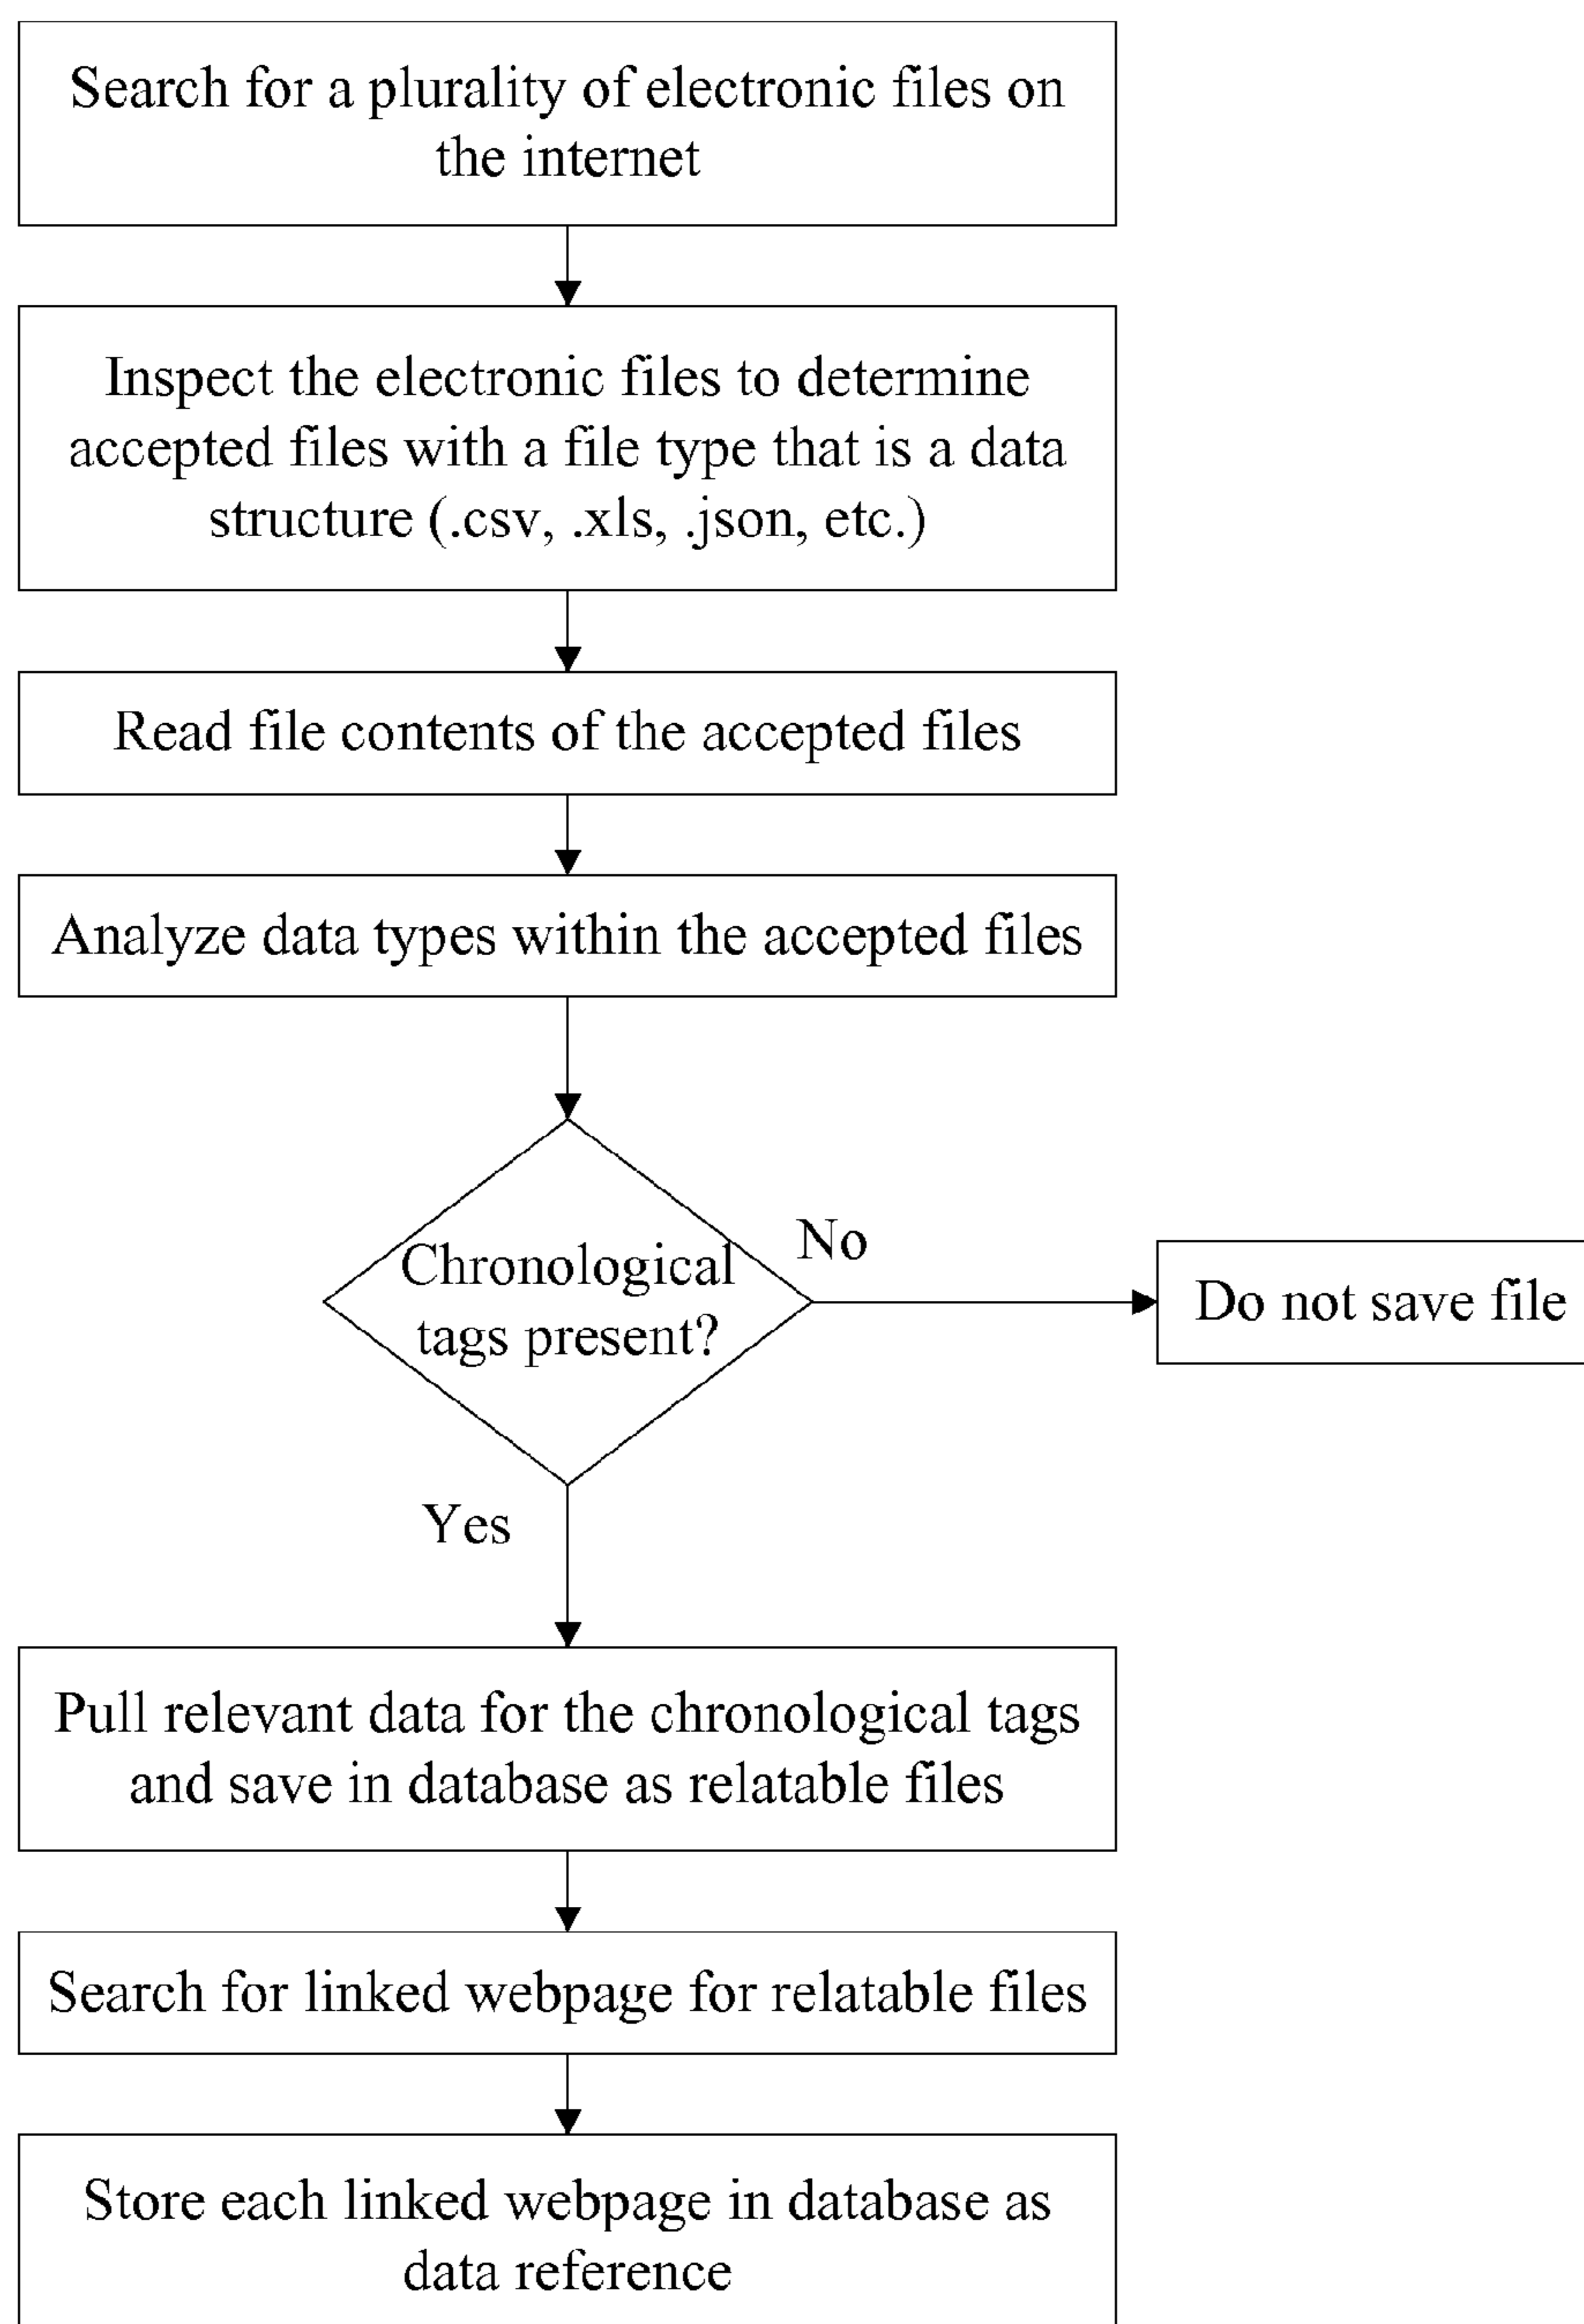 Search for a plurality of electronic files on
the internet
Inspect the electronic files to determine
accepted files with a file type that is a data
structure (.csv, .xls, .json, etc.)
Read file contents of the accepted files
Analyze data types within the accepted files
Chronological
tags present?
No
Do not save file
Yes
Pull relevant data for the chronological tags
and save in database as relatable files
Search for linked webpage for relatable files
Store each linked webpage in database as
data reference